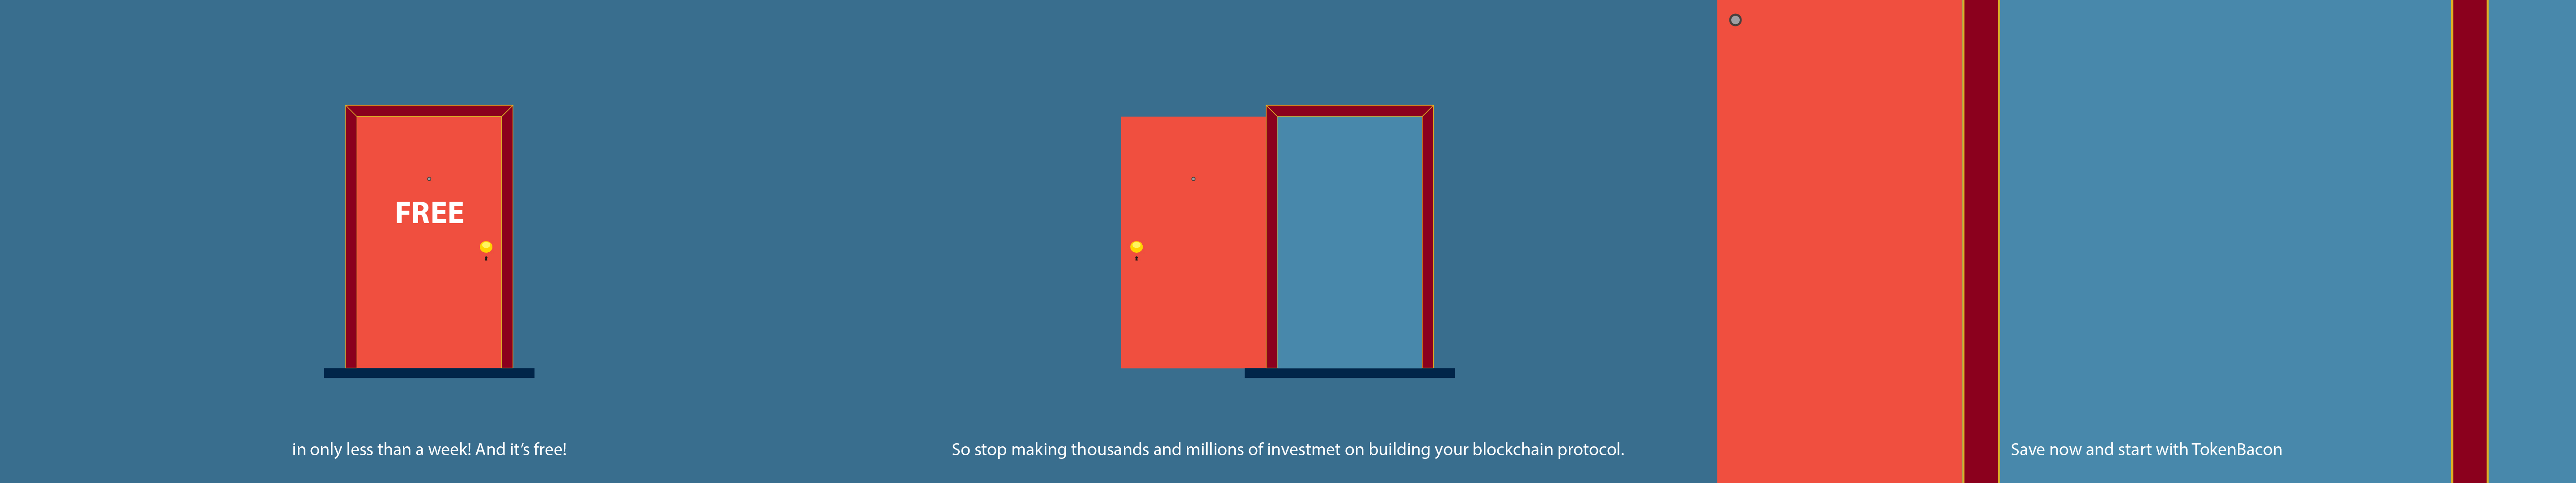 FREE
in only less than a week! And it’s free!
So stop making thousands and millions of investmet on building your blockchain protocol.
Save now and start with TokenBacon